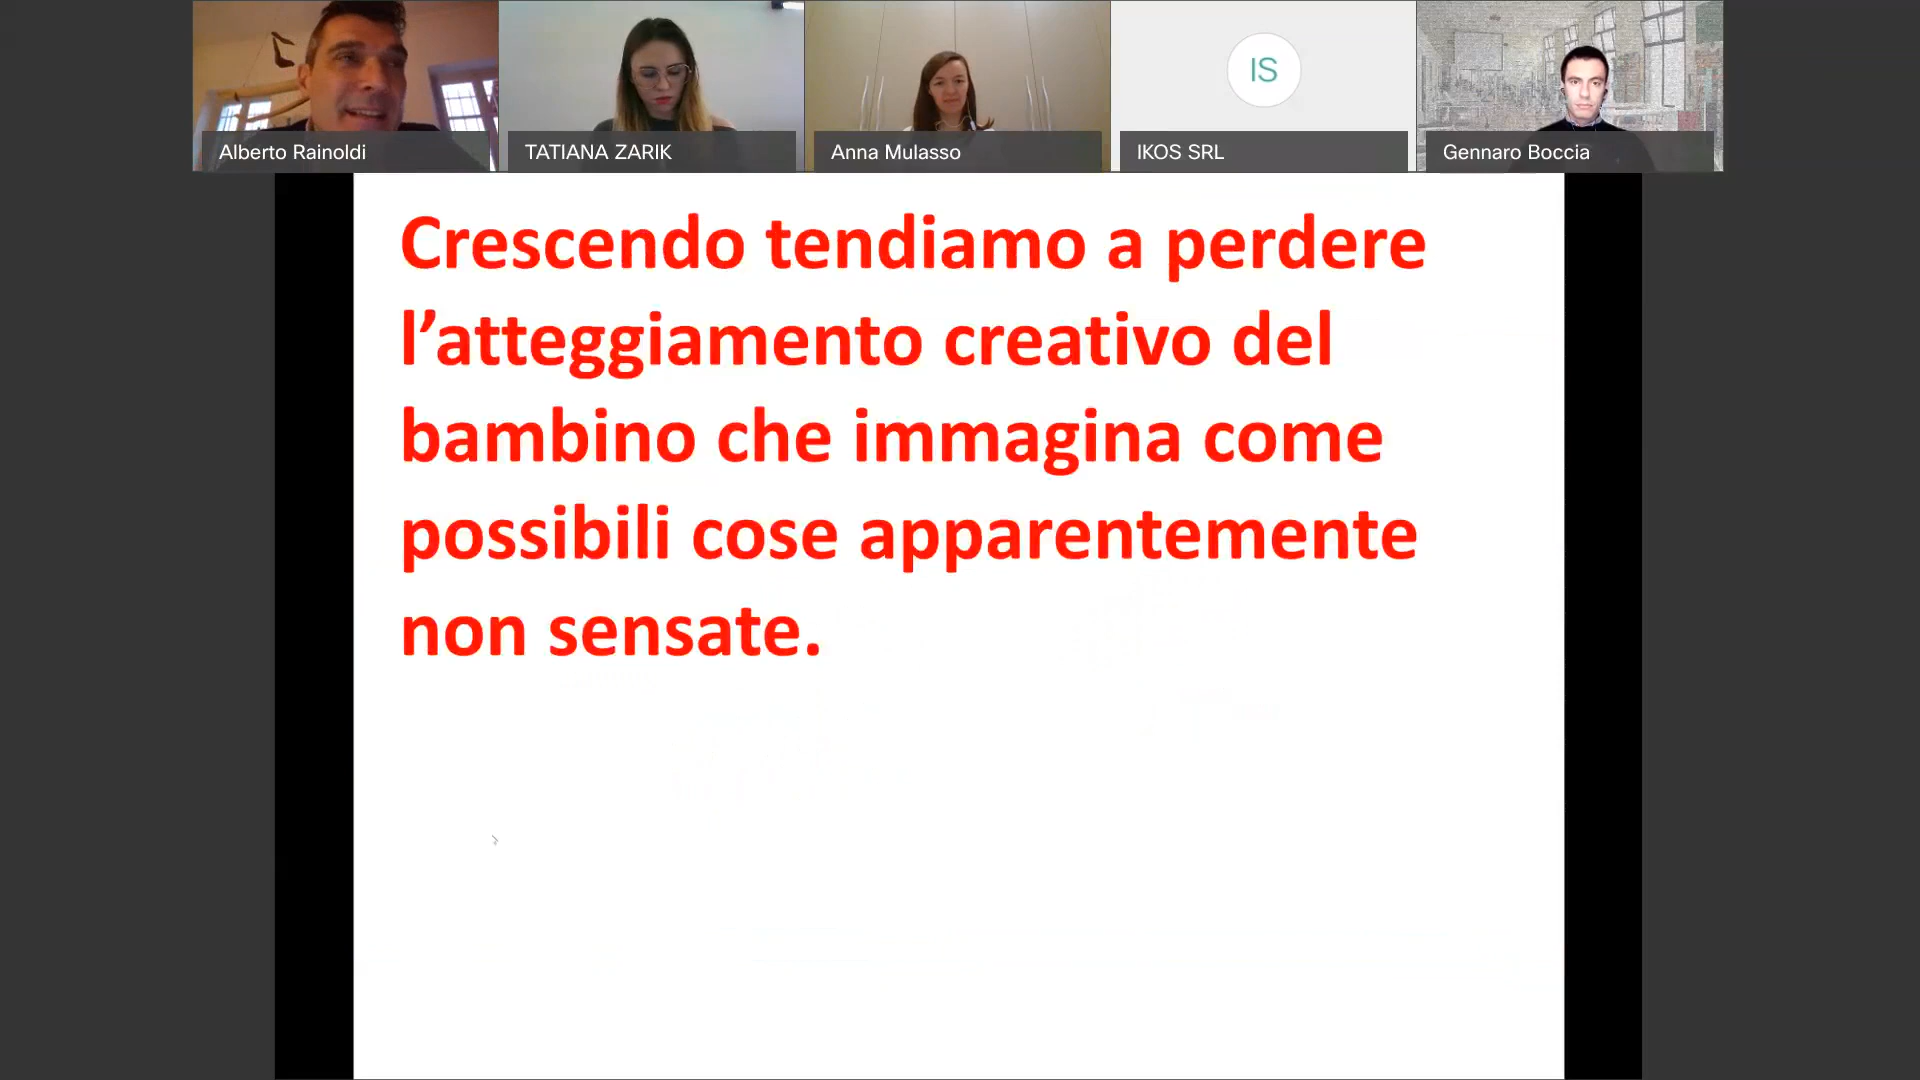 Alberto Rainoldi
TATIANA ZARIK
Anna Mulasso
IS
IKOS SRL
Gennaro Boccia
Crescendo tendiamo a perdere
l’atteggiamento creativo del
bambino che immagina come
possibili cose apparentemente
non sensate.